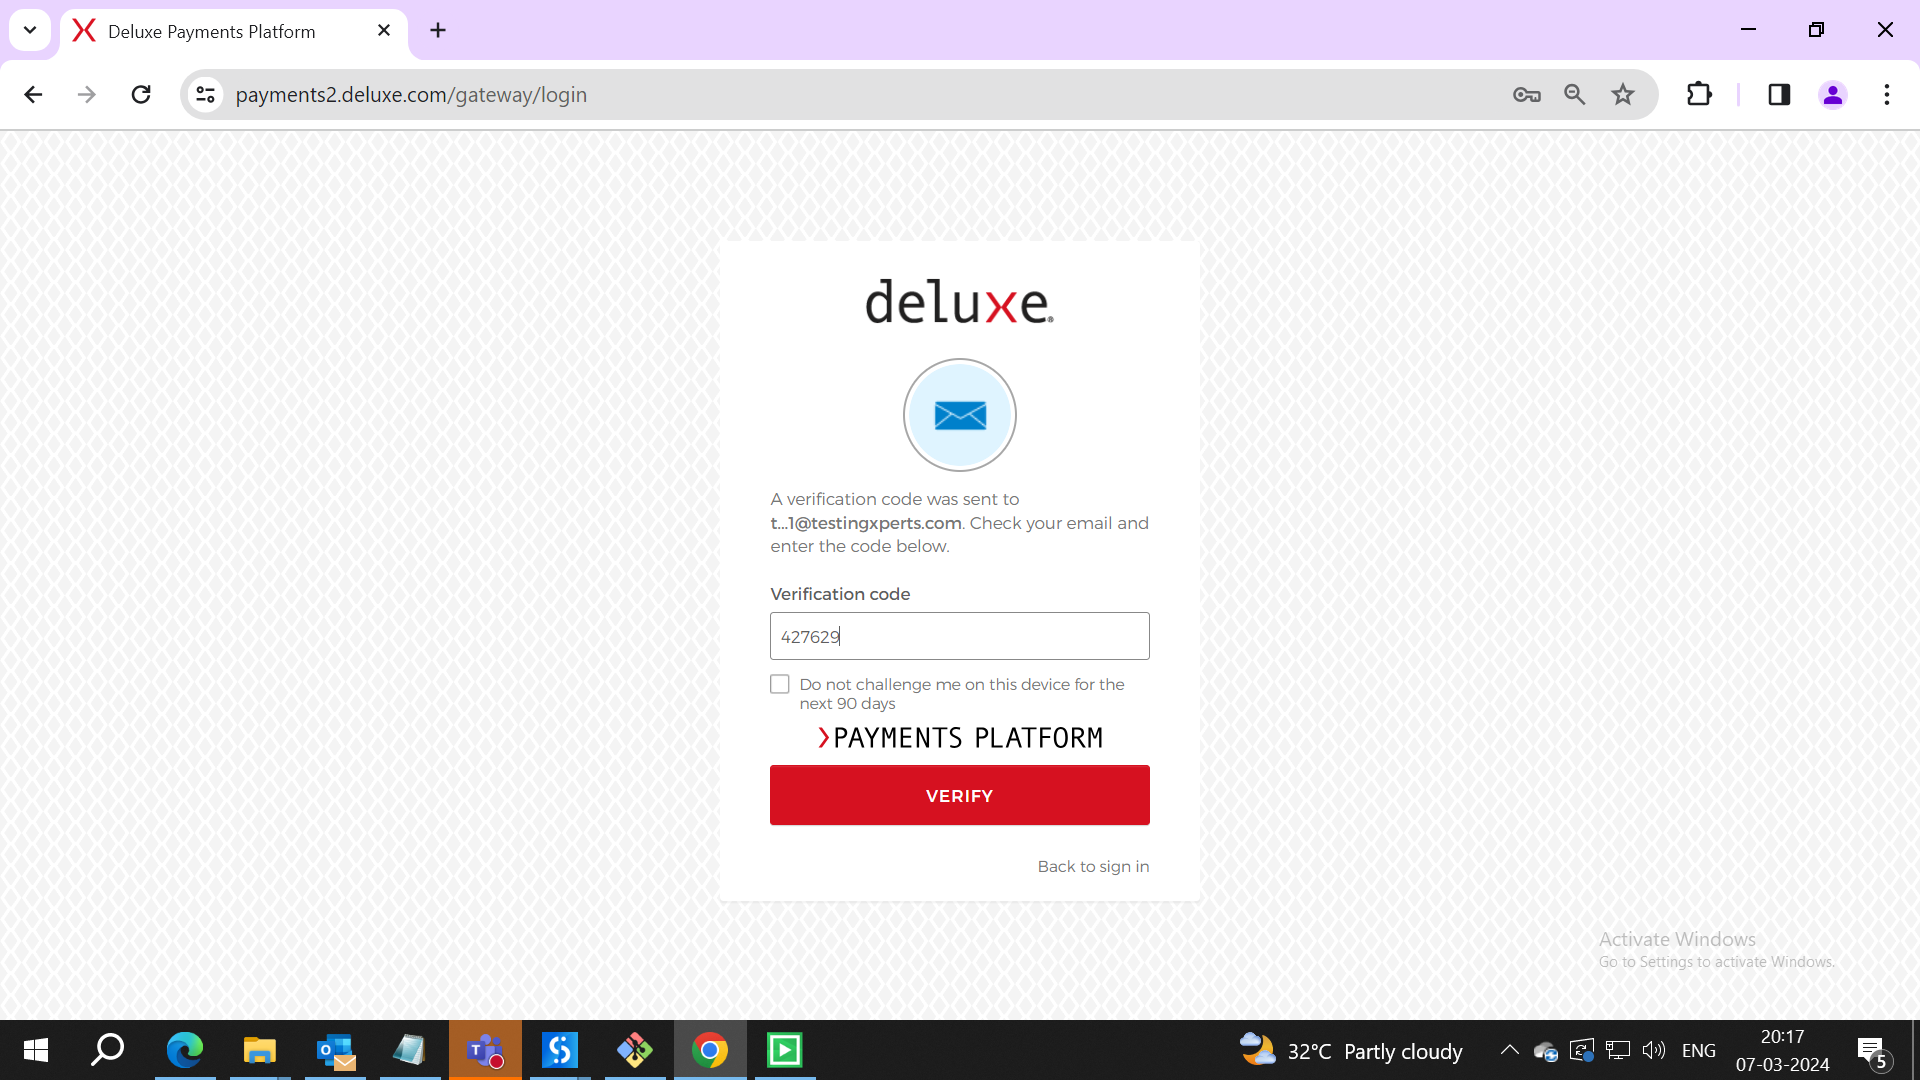 Deluxe Payments Platform
payments2.deluxe.com/gateway/login
deluxe®
A verification code was sent to
t...1@testingxperts.com. Check your email and
enter the code below.
Verification code
427629
Do not challenge me on this device for the
next 90 days
PAYMENTS PLATFORM
VERIFY
Back to sign in
Activate Windows
Go to Settings to activate Windows.
32°C Partly cloudy
ENG
20:17
07-03-2024
5